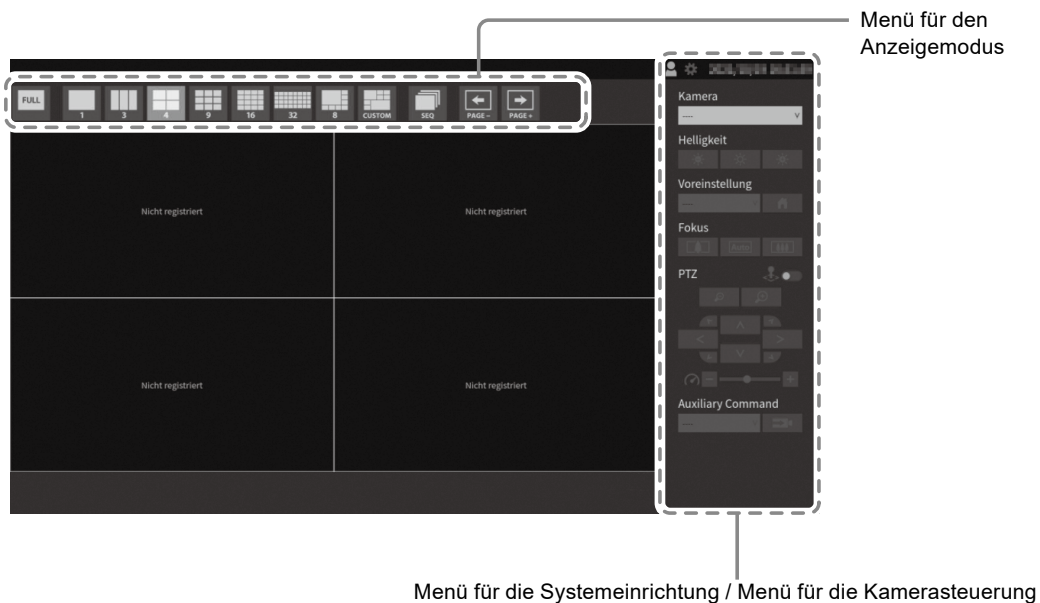 Menü für den
Anzeigemodus
FULL
1
3
4
9
16
32
8
CUSTOM
SEQ
PAGE−
PAGE+
Kamera
---
Helligkeit
Voreinstellung
---
Fokus
Auto
PTZ
Auxiliary Command
---
Nicht registriert
Nicht registriert
Nicht registriert
Nicht registriert
Menü für die Systemeinrichtung / Menü für die Kamerasteuerung